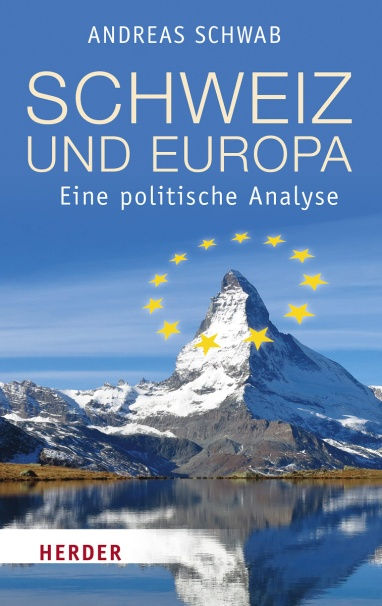 ANDREAS SCHWAB
SCHWEIZ
UND EUROPA
Eine politische Analyse
HERDER